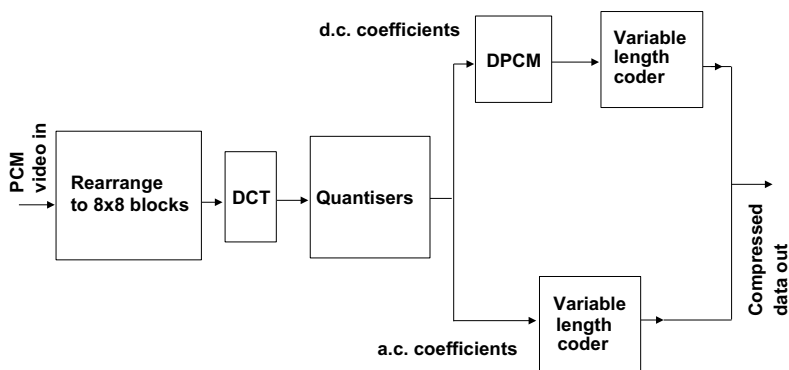 PCM
video in
Rearrange
to 8x8 blocks
DCT
Quantisers
d.c. coefficients
DPCM
Variable
length
coder
a.c. coefficients
Variable
length
coder
Compressed
data out